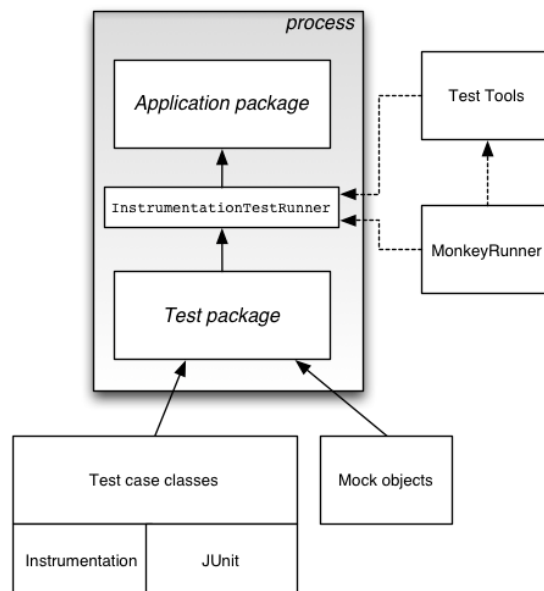 process
Application package
Test Tools
InstrumentationTestRunner
MonkeyRunner
Test package
Test case classes
Mock objects
Instrumentation
JUnit